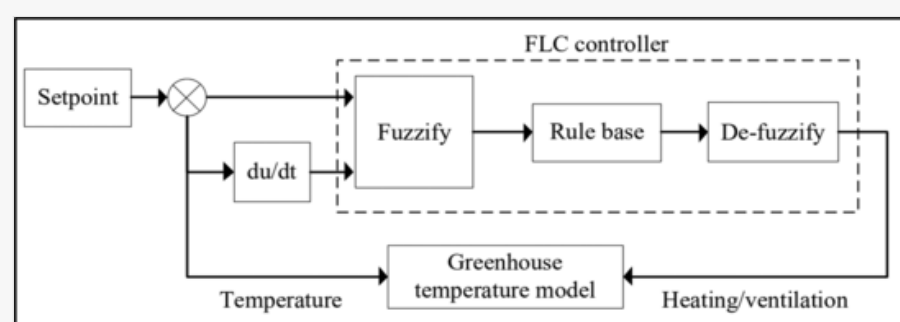 FLC controller
Setpoint
Fuzzify
Rule base
De-fuzzify
du/dt
Greenhouse
temperature model
Temperature
Heating/ventilation